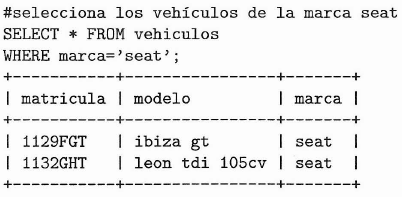 #selecciona los vehículos de la marca seat
SELECT * FROM vehiculos
WHERE marca=’seat’;
+-----------+----------------+-------+
| matricula | modelo         | marca |
+-----------+----------------+-------+
| 1129FGT   | ibiza gt       | seat  |
| 1132GHT   | leon tdi 105cv | seat  |
+-----------+----------------+-------+